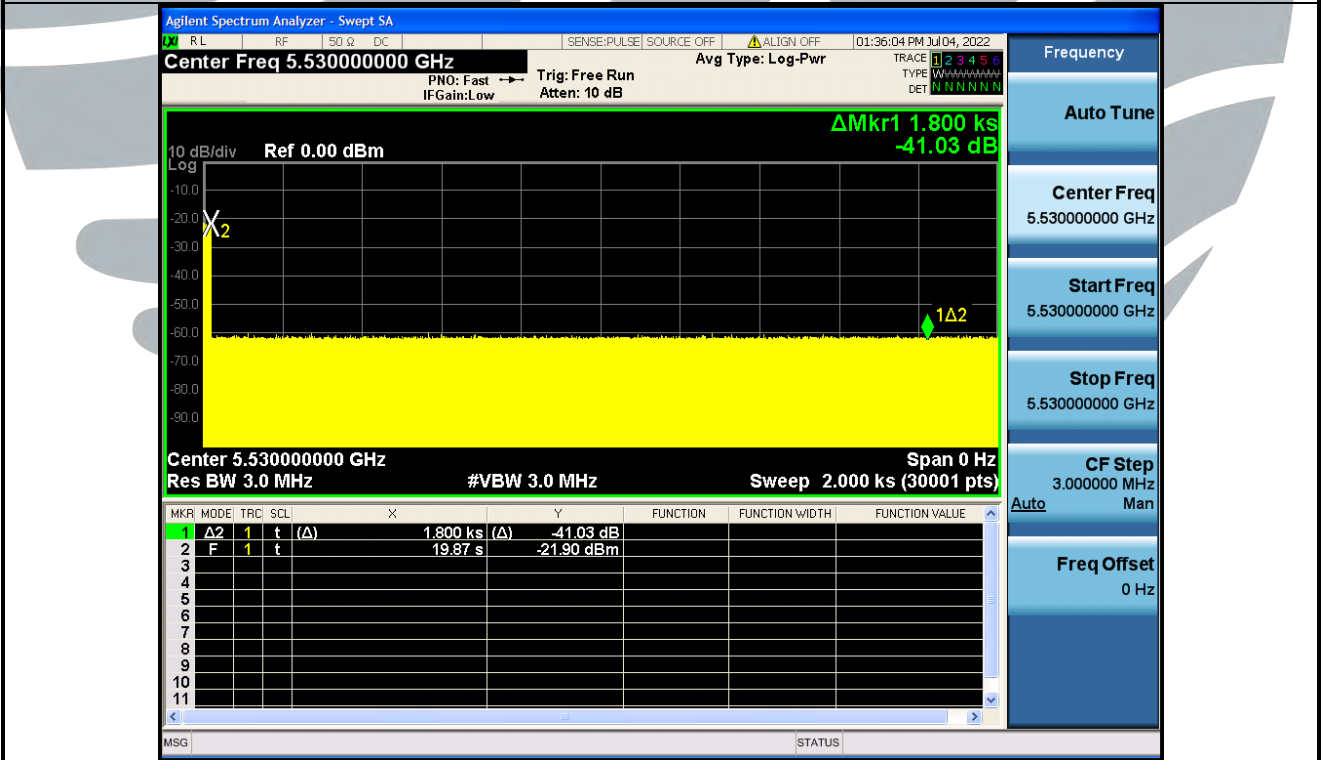 Agilent Spectrum Analyzer - Swept SA
LXI RL RF 50 Ω DC SENSE:PULSE SOURCE OFF ALIGN OFF 01:36:04 PM Jul 04, 2022
Center Freq 5.530000000 GHz
PNO: Fast
IFGain:Low
Trig: Free Run
Atten: 10 dB
Avg Type: Log-Pwr
TRACE 1 2 3 4 5 6
TYPE WWWWWW
DET N N N N N N
ΔMkr1 1.800 ks
-41.03 dB
10 dB/div Ref 0.00 dBm
Log
-10.0
-20.0
-30.0
-40.0
-50.0
-60.0
-70.0
-80.0
-90.0
X2
1Δ2
Center 5.530000000 GHz Span 0 Hz
Res BW 3.0 MHz #VBW 3.0 MHz Sweep 2.000 ks (30001 pts)
MKR MODE TRC SCL X Y FUNCTION FUNCTION WIDTH FUNCTION VALUE
1 Δ2 1 t (Δ) 1.800 ks (Δ) -41.03 dB
2 F 1 t 19.87 s -21.90 dBm
3
4
5
6
7
8
9
10
11
MSG STATUS
Frequency
Auto Tune
Center Freq
5.530000000 GHz
Start Freq
5.530000000 GHz
Stop Freq
5.530000000 GHz
CF Step
3.000000 MHz
Auto Man
Freq Offset
0 Hz